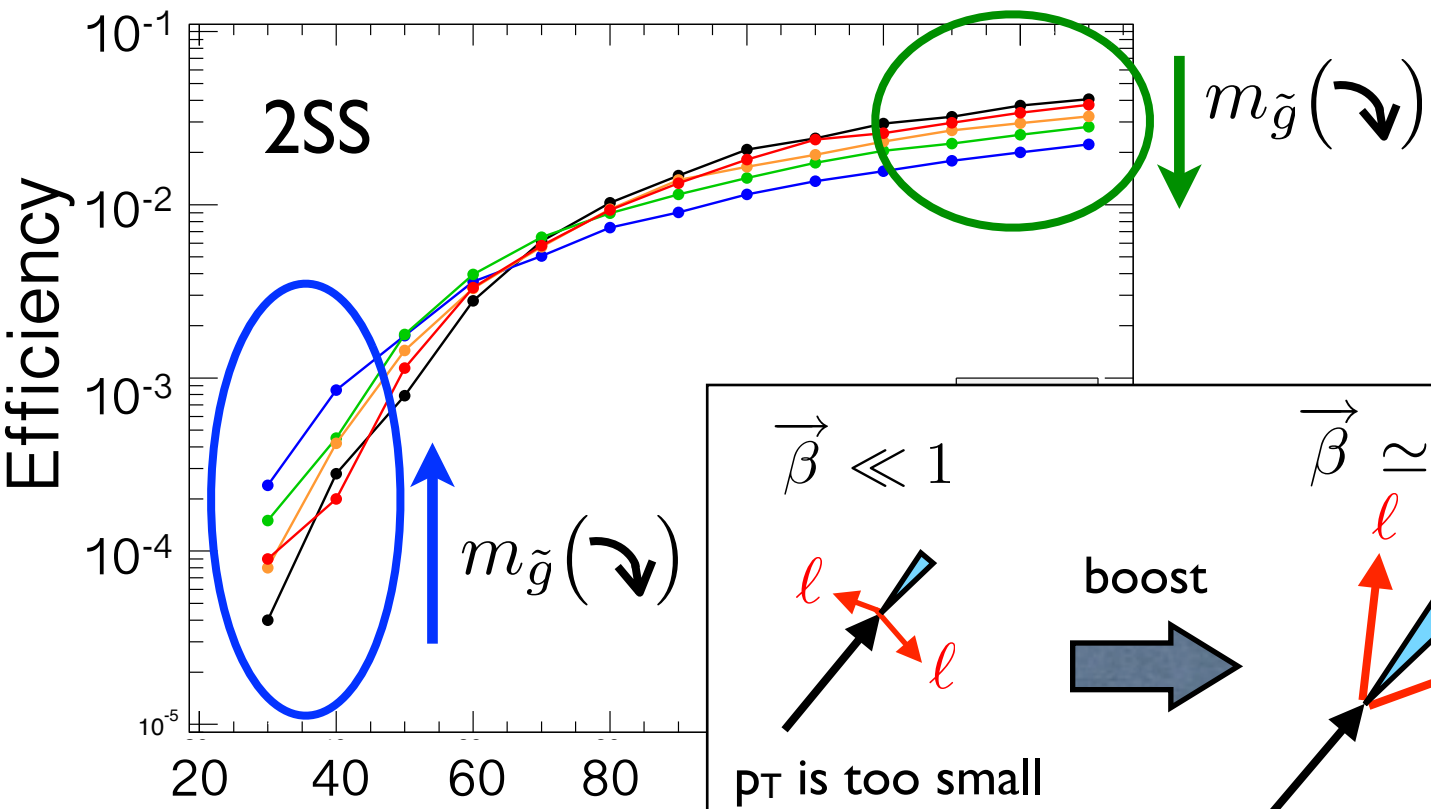 10⁻¹
2SS
10⁻²
Efficiency
10⁻³
10⁻⁴
10⁻⁵
20 40 60 80
m_g̃(↷)
m_g̃(↷)
β⃗ ≪ 1
β⃗ ≃
ℓ
ℓ
boost
ℓ
pT is too small